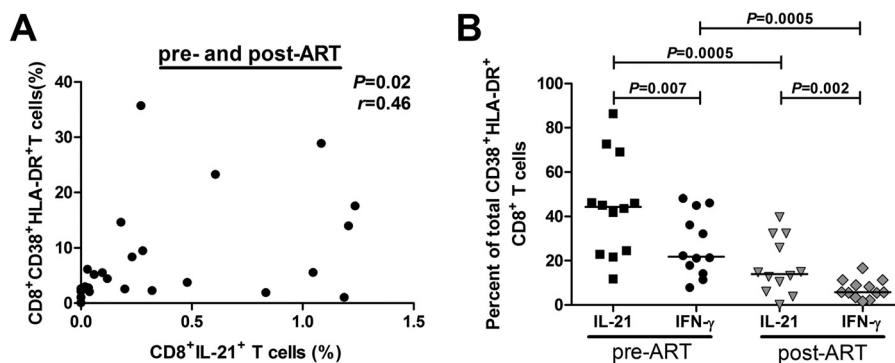 A
pre- and post-ART
P=0.02
r=0.46
CD8+CD38+HLA-DR+T cells(%)
40
30
20
10
0
0.0 0.5 1.0 1.5
CD8+IL-21+ T cells (%)
B
P=0.0005
P=0.0005
P=0.007 P=0.002
Percent of total CD38+HLA-DR+
CD8+ T cells
100
80
60
40
20
0
IL-21 IFN-γ IL-21 IFN-γ
pre-ART post-ART